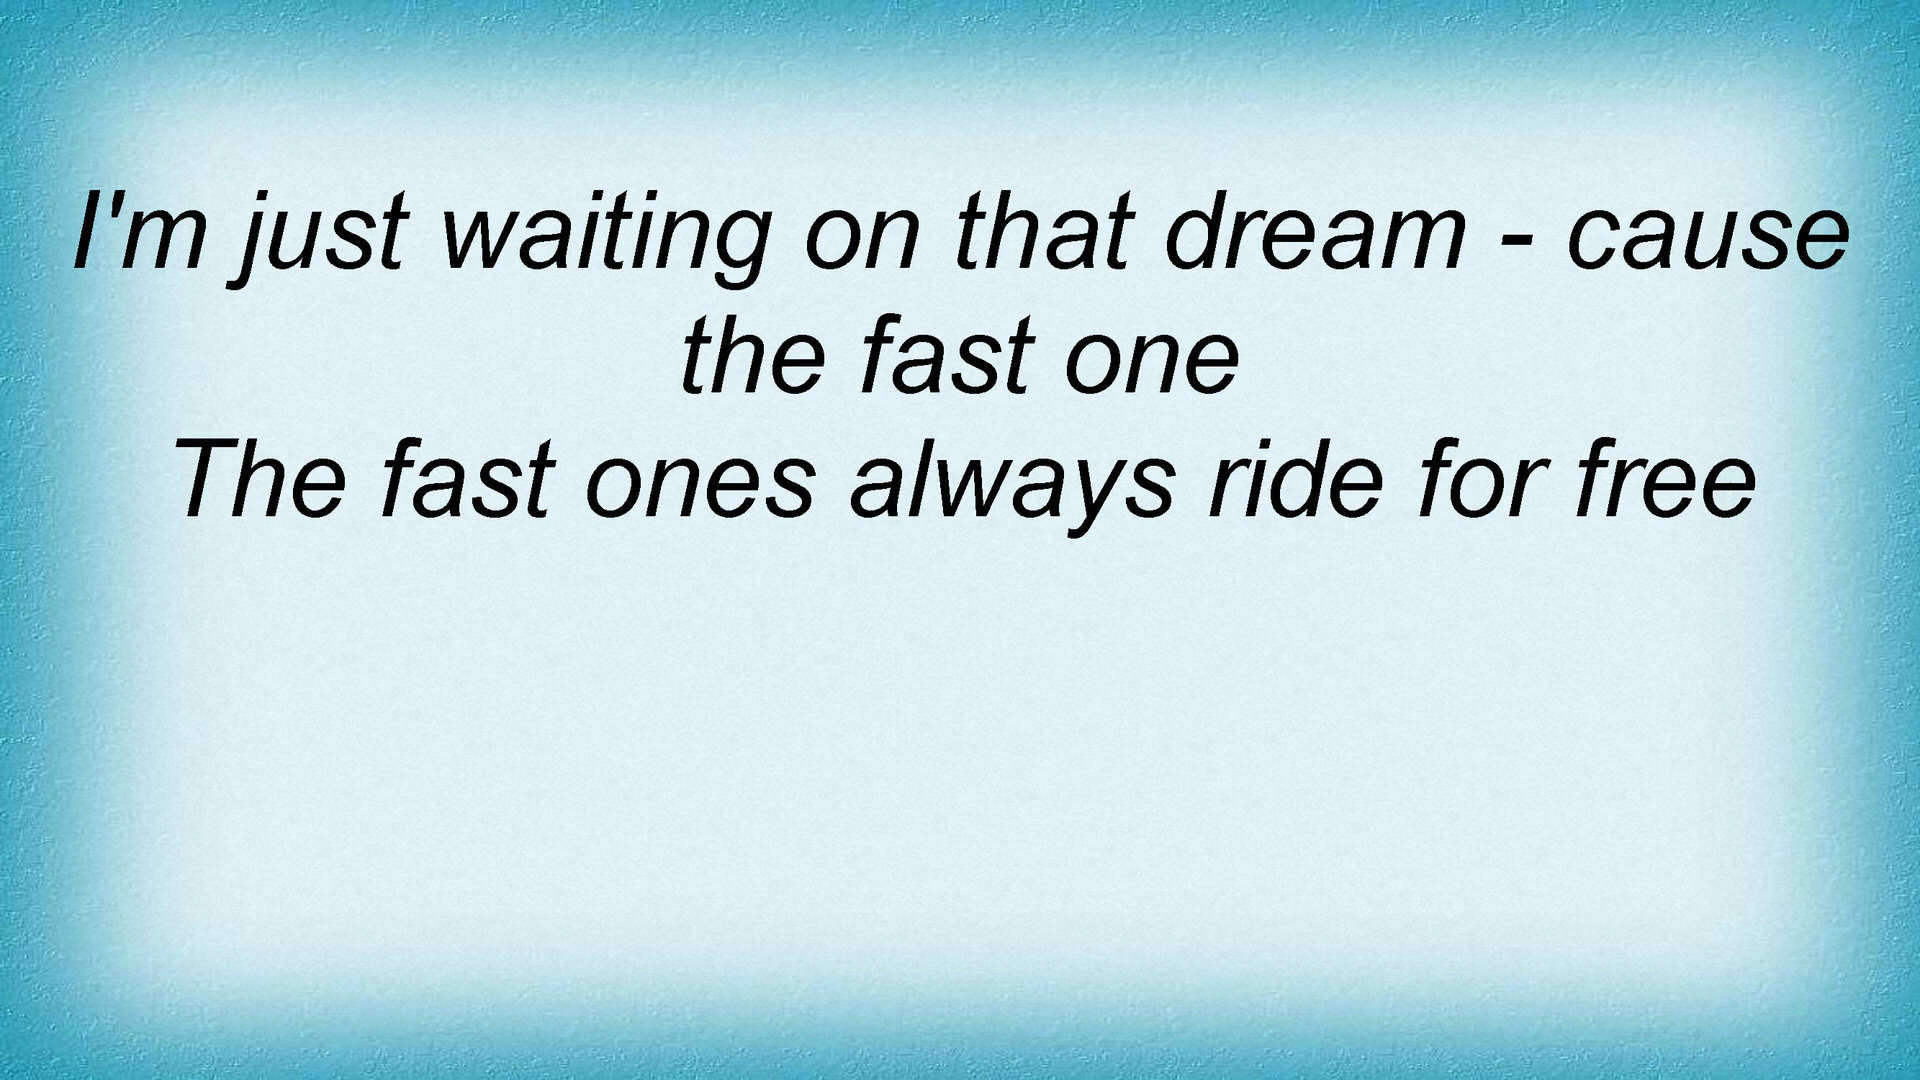 I'm just waiting on that dream - cause
the fast one
The fast ones always ride for free